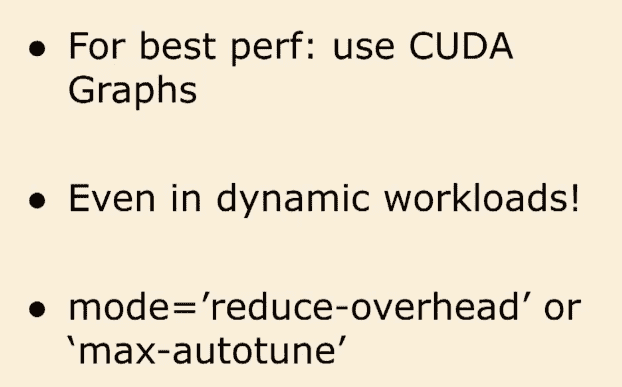 • For best perf: use CUDA
Graphs
• Even in dynamic workloads!
• mode=’reduce-overhead’ or
‘max-autotune’